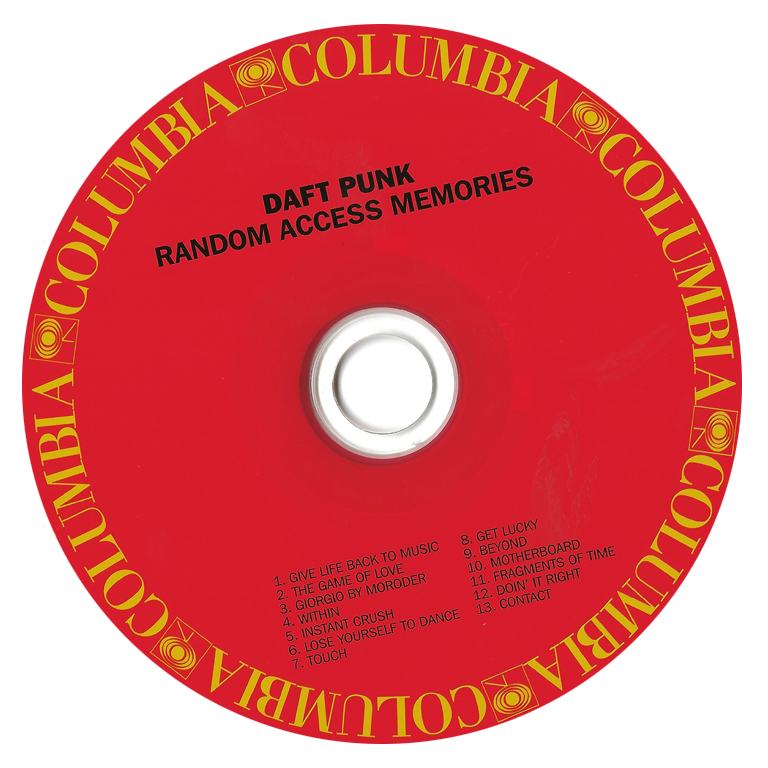 COLUMBIA
COLUMBIA
COLUMBIA
COLUMBIA
COLUMBIA
COLUMBIA
COLUMBIA
DAFT PUNK
RANDOM ACCESS MEMORIES
1. GIVE LIFE BACK TO MUSIC
2. THE GAME OF LOVE
3. GIORGIO BY MORODER
4. WITHIN
5. INSTANT CRUSH
6. LOSE YOURSELF TO DANCE
7. TOUCH
8. GET LUCKY
9. BEYOND
10. MOTHERBOARD
11. FRAGMENTS OF TIME
12. DOIN' IT RIGHT
13. CONTACT